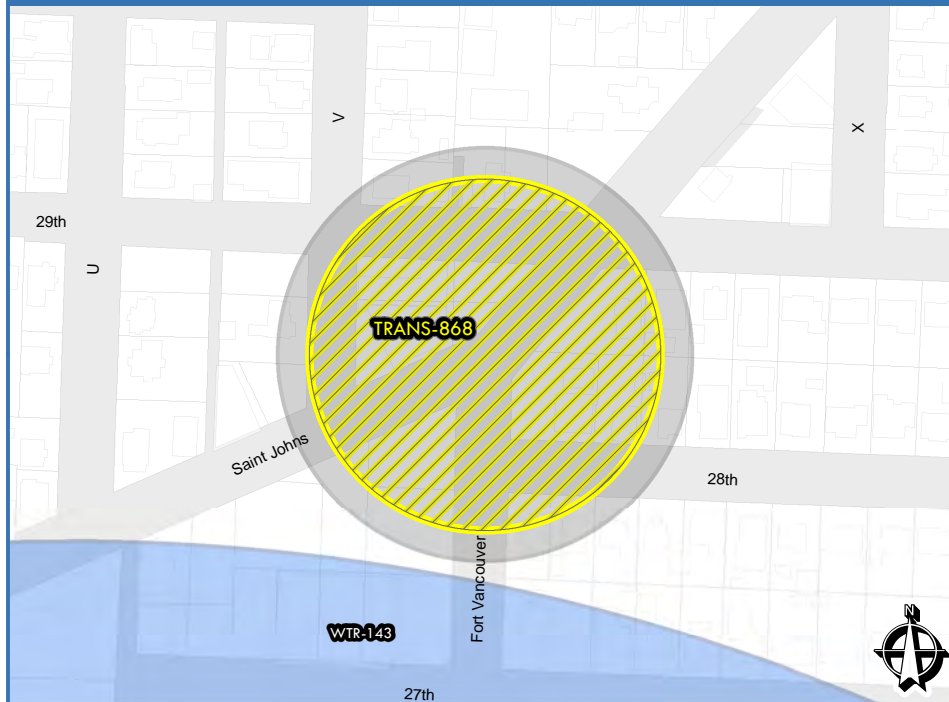 V
X
29th
U
TRANS-868
Saint Johns
28th
Fort Vancouver
WTR-143
N
27th